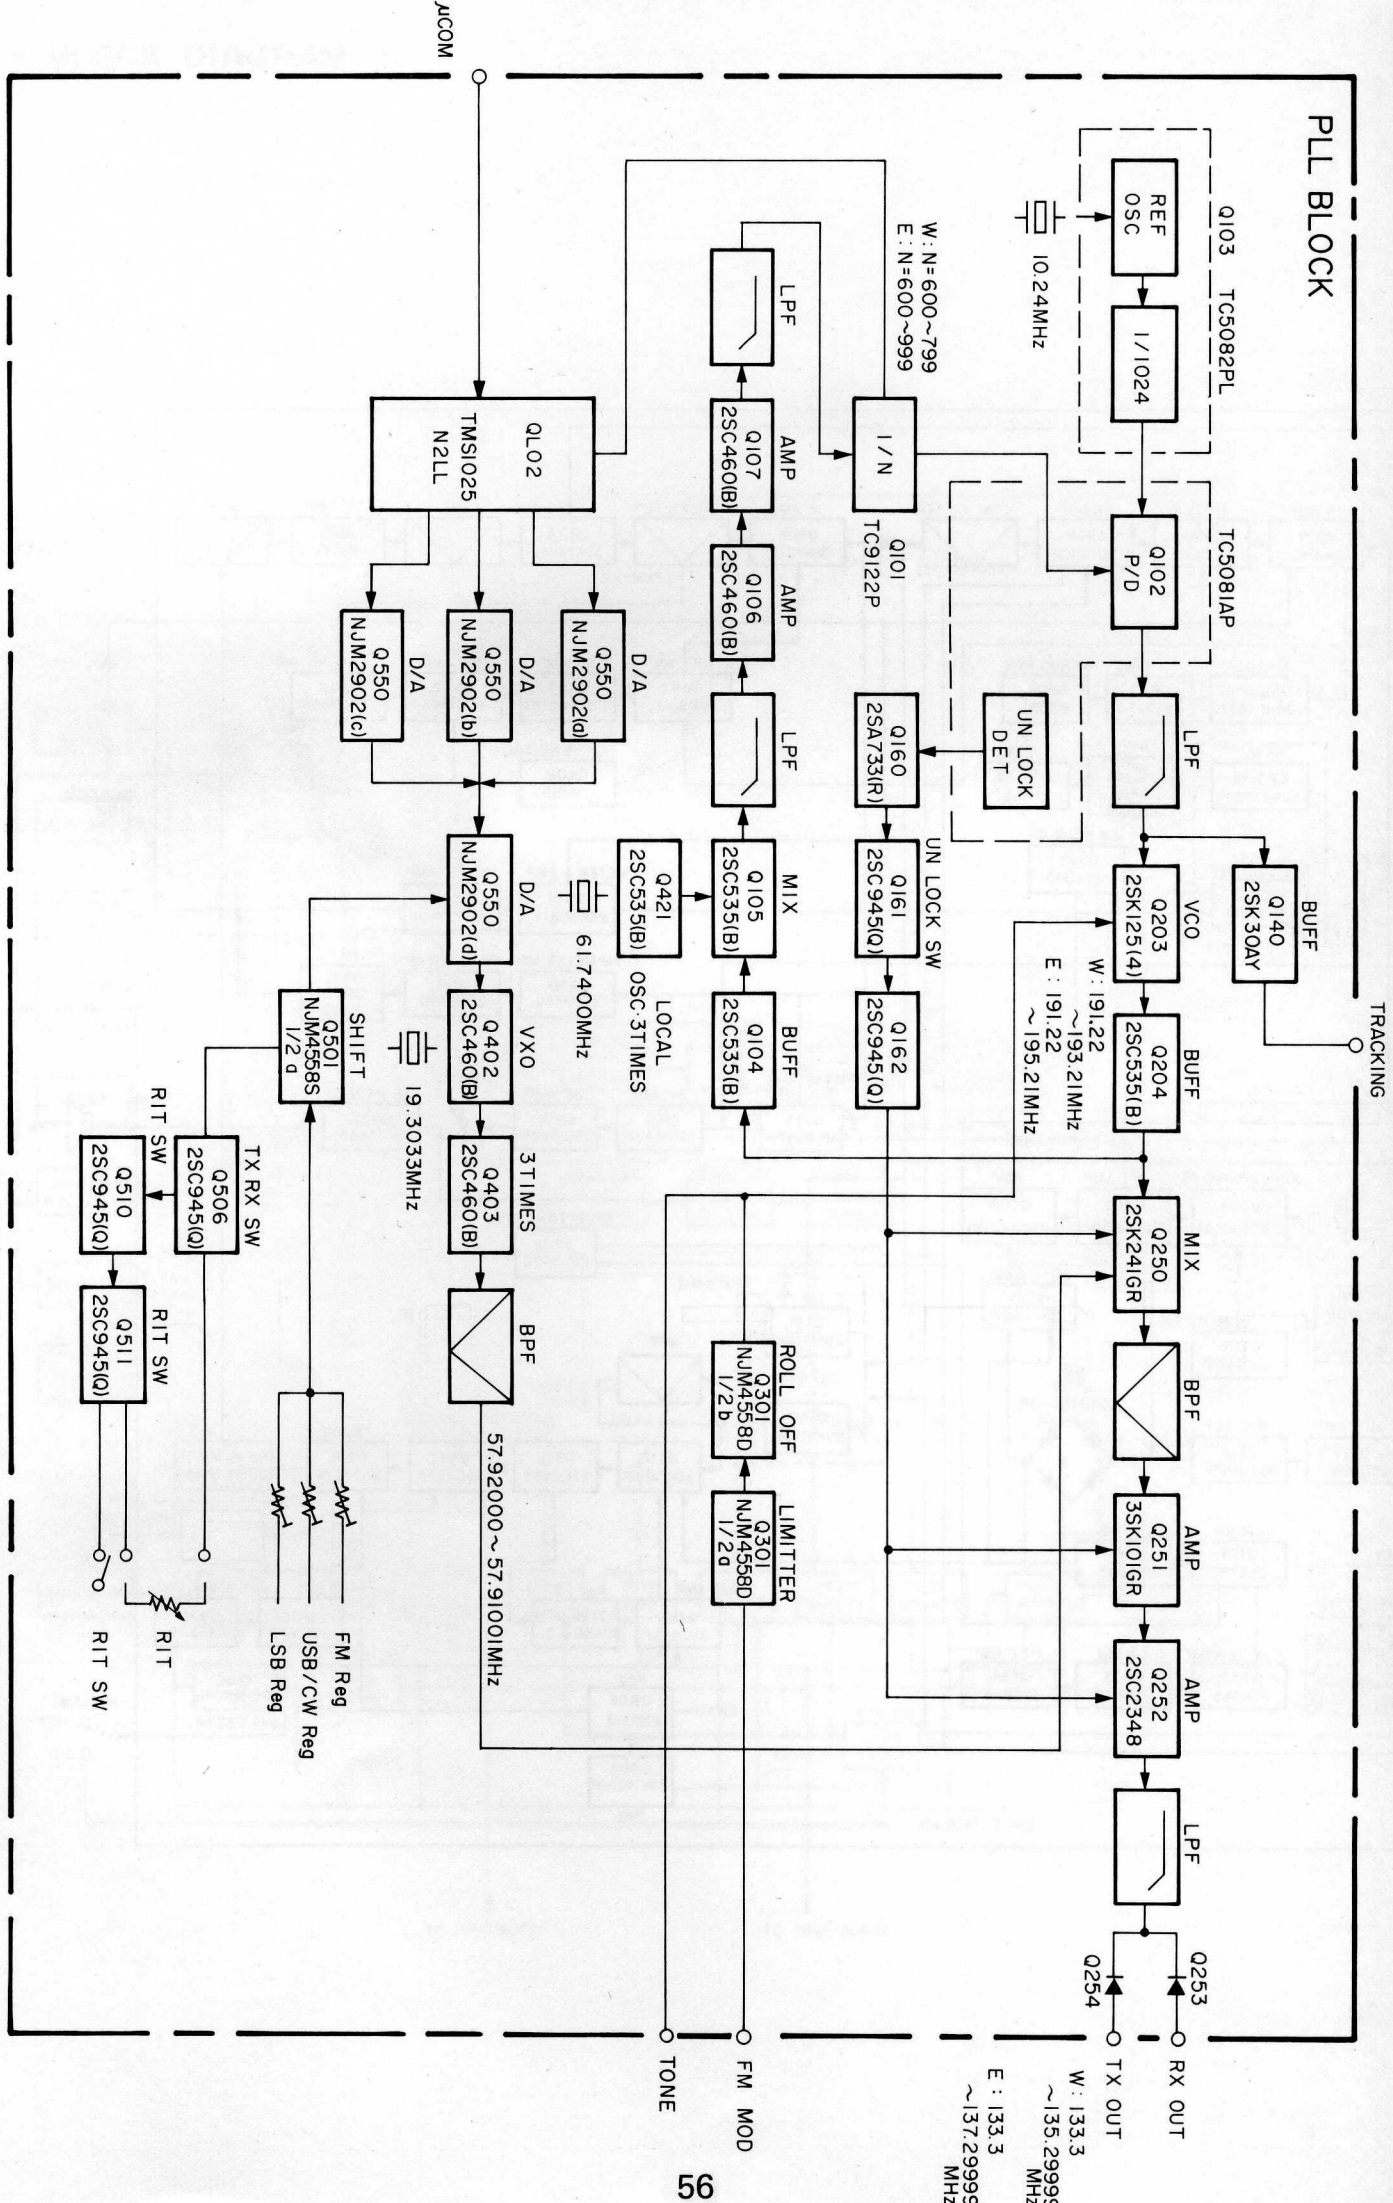 PLL BLOCK
TRACKING
BUFF
Q140
2SK30AY
Q103 TC5082PL
REF
OSC
1/1024
10.24MHz
TC5081AP
Q102
P/D
LPF
VCO
Q203
2SK125(4)
BUFF
Q204
2SC535(B)
MIX
Q250
2SK241GR
BPF
AMP
Q251
3SK101GR
AMP
Q252
2SC2348
LPF
Q253
Q254
RX OUT
TX OUT
W: 133.3
~135.29999
MHz
E: 133.3
~137.29999
MHz
W: 191.22
~193.21MHz
E: 191.22
~195.21MHz
UN LOCK
DET
W: N=600~799
E: N=600~999
1/N
Q101
TC9122P
Q160
2SA733(R)
UN LOCK SW
Q161
2SC945(Q)
Q162
2SC945(Q)
LPF
AMP
Q107
2SC460(B)
AMP
Q106
2SC460(B)
LPF
MIX
Q105
2SC535(B)
BUFF
Q104
2SC535(B)
ROLL OFF
Q301
NJM4558D
1/2b
LIMITTER
Q301
NJM4558D
1/2a
FM MOD
TONE
Q421
2SC535(B)
LOCAL
OSC·3TIMES
61.7400MHz
μCOM
QL02
TMS1025
N2LL
D/A
Q550
NJM2902(a)
D/A
Q550
NJM2902(b)
D/A
Q550
NJM2902(c)
D/A
Q550
NJM2902(d)
VXO
Q402
2SC460(B)
3TIMES
Q403
2SC460(B)
BPF
57.92000~57.91001MHz
19.3033MHz
SHIFT
Q501
NJM4558S
1/2a
FM Reg
USB/CW Reg
LSB Reg
TX RX SW
Q506
2SC945(Q)
RIT SW
Q510
2SC945(Q)
RIT SW
Q511
2SC945(Q)
RIT
RIT SW
56